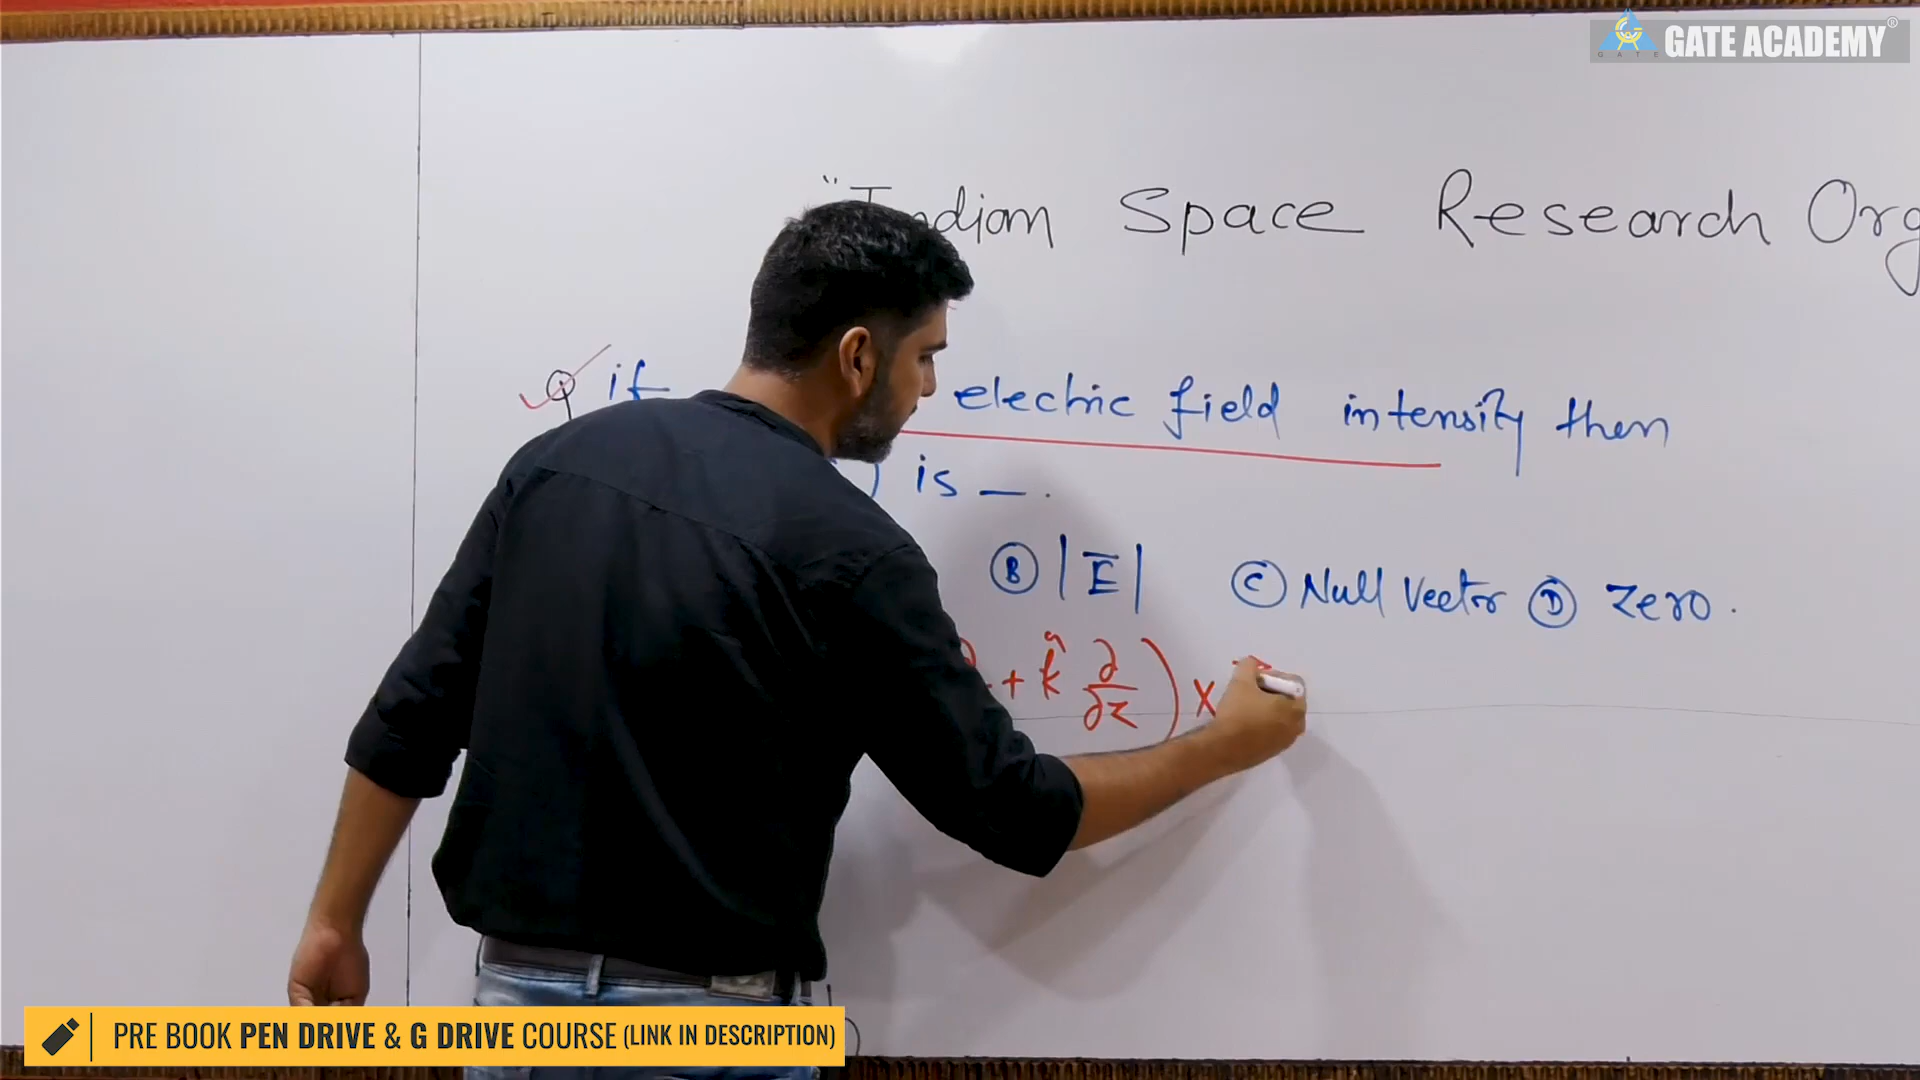 GATE ACADEMY®
GATE
"Indian Space Research Org
Q if electric field intensity then
) is — .
Ⓑ |E̅| Ⓒ Null Vector Ⓓ Zero.
+ k̂ ∂/∂z ) ×
PRE BOOK PEN DRIVE & G DRIVE COURSE (LINK IN DESCRIPTION)